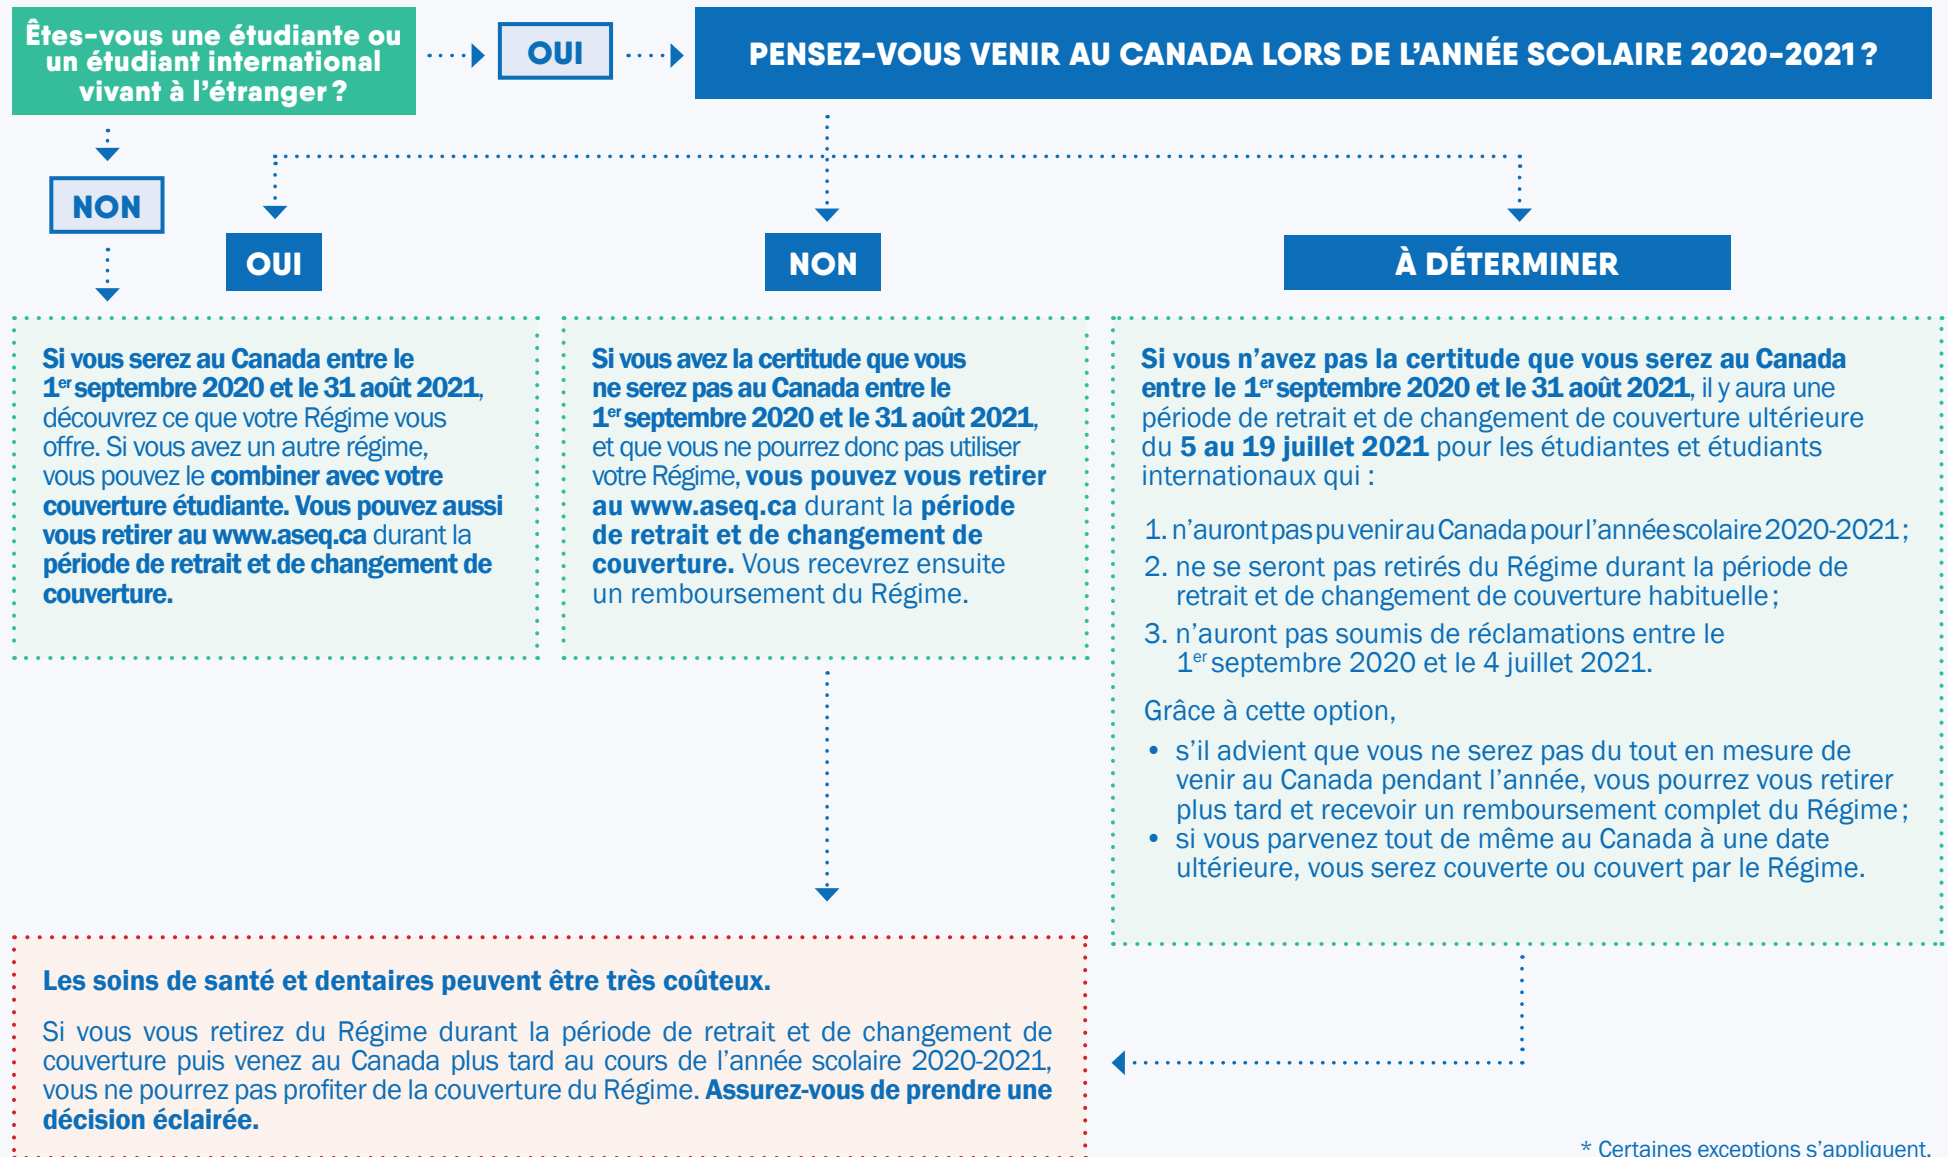 Êtes-vous une étudiante ou
un étudiant international
vivant à l'étranger ?
OUI
PENSEZ-VOUS VENIR AU CANADA LORS DE L'ANNÉE SCOLAIRE 2020-2021 ?
NON
OUI
NON
À DÉTERMINER
Si vous serez au Canada entre le
1er septembre 2020 et le 31 août 2021,
découvrez ce que votre Régime vous
offre. Si vous avez un autre régime,
vous pouvez le combiner avec votre
couverture étudiante. Vous pouvez aussi
vous retirer au www.aseq.ca durant la
période de retrait et de changement de
couverture.
Si vous avez la certitude que vous
ne serez pas au Canada entre le
1er septembre 2020 et le 31 août 2021,
et que vous ne pourrez donc pas utiliser
votre Régime, vous pouvez vous retirer
au www.aseq.ca durant la période
de retrait et de changement de
couverture. Vous recevrez ensuite
un remboursement du Régime.
Si vous n'avez pas la certitude que vous serez au Canada
entre le 1er septembre 2020 et le 31 août 2021, il y aura une
période de retrait et de changement de couverture ultérieure
du 5 au 19 juillet 2021 pour les étudiantes et étudiants
internationaux qui :
1. n'auront pas pu venir au Canada pour l'année scolaire 2020-2021 ;
2. ne se seront pas retirés du Régime durant la période de
retrait et de changement de couverture habituelle ;
3. n'auront pas soumis de réclamations entre le
1er septembre 2020 et le 4 juillet 2021.
Grâce à cette option,
• s'il advient que vous ne serez pas du tout en mesure de
venir au Canada pendant l'année, vous pourrez vous retirer
plus tard et recevoir un remboursement complet du Régime ;
• si vous parvenez tout de même au Canada à une date
ultérieure, vous serez couverte ou couvert par le Régime.
Les soins de santé et dentaires peuvent être très coûteux.
Si vous vous retirez du Régime durant la période de retrait et de changement de
couverture puis venez au Canada plus tard au cours de l'année scolaire 2020-2021,
vous ne pourrez pas profiter de la couverture du Régime. Assurez-vous de prendre une
décision éclairée.
* Certaines exceptions s'appliquent.